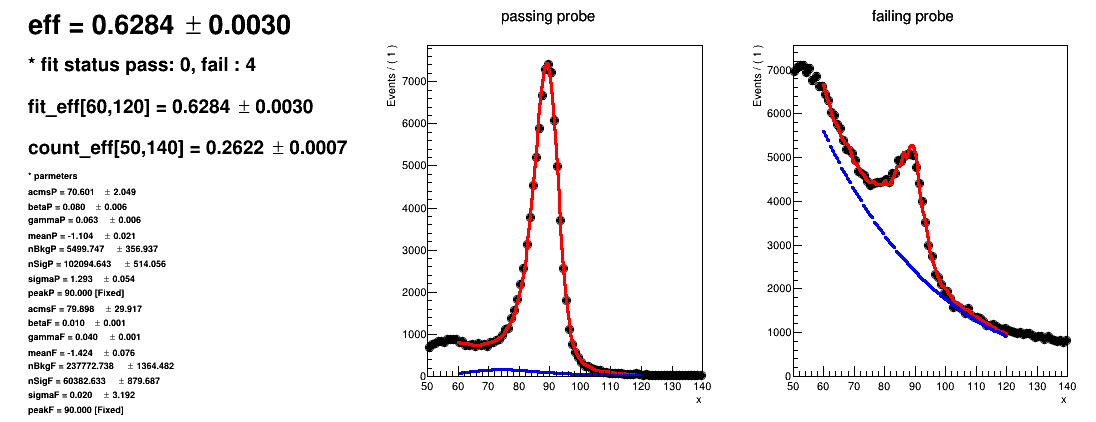 eff = 0.6284 ± 0.0030
* fit status pass: 0, fail : 4
fit_eff[60,120] = 0.6284 ± 0.0030
count_eff[50,140] = 0.2622 ± 0.0007
* parmeters
acmsP = 70.601 ± 2.049
betaP = 0.080 ± 0.006
gammaP = 0.063 ± 0.006
meanP = -1.104 ± 0.021
nBkgP = 5499.747 ± 356.937
nSigP = 102094.643 ± 514.056
sigmaP = 1.293 ± 0.054
peakP = 90.000 [Fixed]
acmsF = 79.898 ± 29.917
betaF = 0.010 ± 0.001
gammaF = 0.040 ± 0.001
meanF = -1.424 ± 0.076
nBkgF = 237772.738 ± 1364.482
nSigF = 60382.633 ± 879.687
sigmaF = 0.020 ± 3.192
peakF = 90.000 [Fixed]
passing probe
Events / ( 1 )
7000
6000
5000
4000
3000
2000
1000
0
50 60 70 80 90 100 110 120 130 140
x
failing probe
Events / ( 1 )
7000
6000
5000
4000
3000
2000
1000
0
50 60 70 80 90 100 110 120 130 140
x